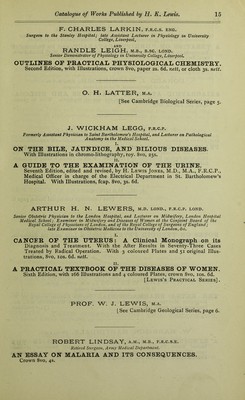 Catalogue of Works Published by H. K. Lewis. 15
F. CHARLES LARKIN, F.R.C.S. ENG.
Surgeon to the Stanley Hospital; late Assistant Lecturer in Physiology in University
College, Liverpool,
AND
RANDLE LEIGH, M.B., B.SC. LOND.
Senior Demonstrator of Physiology in University College, Liverpool.
OUTLINES OF PRACTICAL PHYSIOLOGICAL CHEMISTRY.
Second Edition, with Illustrations, crown 8vo, paper 2s. 6d. nett, or cloth 3s. nett.
O. H. LATTER, M.A.
[See Cambridge Biological Series, page 5.
J. WICKHAM LEGG, F.R.C.P.
Formerly Assistant Physician to Saint Bartholomew's Hospital, and Lecturer on Pathological
Anatomy in the Medical School.
I.
ON THE BILE, JAUNDICE, AND BILIOUS DISEASES.
With Illustrations in chromo-lithography, roy. 8vo, 25s.
II.
A GUIDE TO THE EXAMINATION OF THE URINE.
Seventh Edition, edited and revised, by H. Lewis Jones, M.D., M.A., F.R.C.P.,
Medical Officer in charge of the Electrical Department in St. Bartholomew's
Hospital. With Illustrations, fcap. 8vo, 3s. 6d.
ARTHUR H. N. LEWERS, M.D. LOND., F.R.C.P. LOND.
Senior Obstetric Physician to the London Hospital, and Lecturer on Midwifery, London Hospital
Medical School; Examiner in Midwifery and Diseases of Women at the Conjoint Board of the
Royal College of Physicians of London, and of the Royal College of Surgeons of England;
late Examiner in Obstetric Medicine to the University of London, &c.
I.
CANCER OF THE UTERUS: A Clinical Monograph on its
Diagnosis and Treatment. With the After Results in Seventy-Three Cases
Treated by Radical Operation. With 3 coloured Plates and 51 original Illus-
trations, 8vo, 10s. 6d. nett.
II.
A PRACTICAL TEXTBOOK OF THE DISEASES OF WOMEN.
Sixth Edition, with 166 Illustrations and 4 coloured Plates, crown 8vo, 10s. 6d.
[LEWIS'S PRACTICAL SERIES].
PROF. W. J. LEWIS, M.A.
[See Cambridge Geological Series, page 6.
ROBERT LINDSAY, A.M., M.B., F.R.C.S.E.
Retired Surgeon, Army Medical Department.
AN ESSAY ON MALARIA AND ITS CONSEQUENCES.
Crown 8vo, 4s.